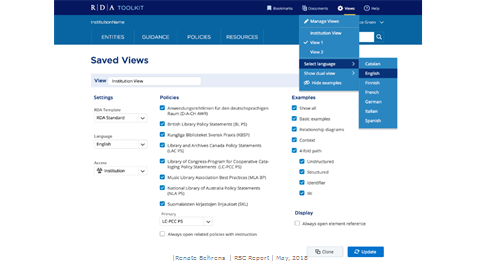 RDA TOOLKIT
Bookmarks
Documents
Views
Help
InstitutionName
Green
ENTITIES GUIDANCE POLICIES RESOURCES
Manage Views
Institution View
View 1
View 2
Select language
Show dual view
Hide examples
Catalan
English
Finnish
French
German
Italian
Spanish
Saved Views
View Institution View
Settings
RDA Template
RDA Standard
Language
English
Access
Institution
Policies
Anwendungsrichtlinien für den deutschsprachigen
Raum (D-A-CH AWR)
British Library Policy Statements (BL PS)
Kungliga Biblioteket Svensk Praxis (KBSP)
Library and Archives Canada Policy Statements
(LAC PS)
Library of Congress-Program for Cooperative Cata-
loging Policy Statements (LC-PCC PS)
Music Library Association Best Practices (MLA BP)
National Library of Australia Policy Statements
(NLA PS)
Suomalaisten kirjastojen linjaukset (SKL)
Primary
LC-PCC PS
Always open related policies with instruction
Examples
Show all
Basic examples
Relationship diagrams
Context
4-fold path
Unstructured
Structured
Identifier
IRI
Display
Always open element reference
Clone
Update
|Renate Behrens | RSC Report | May, 2018